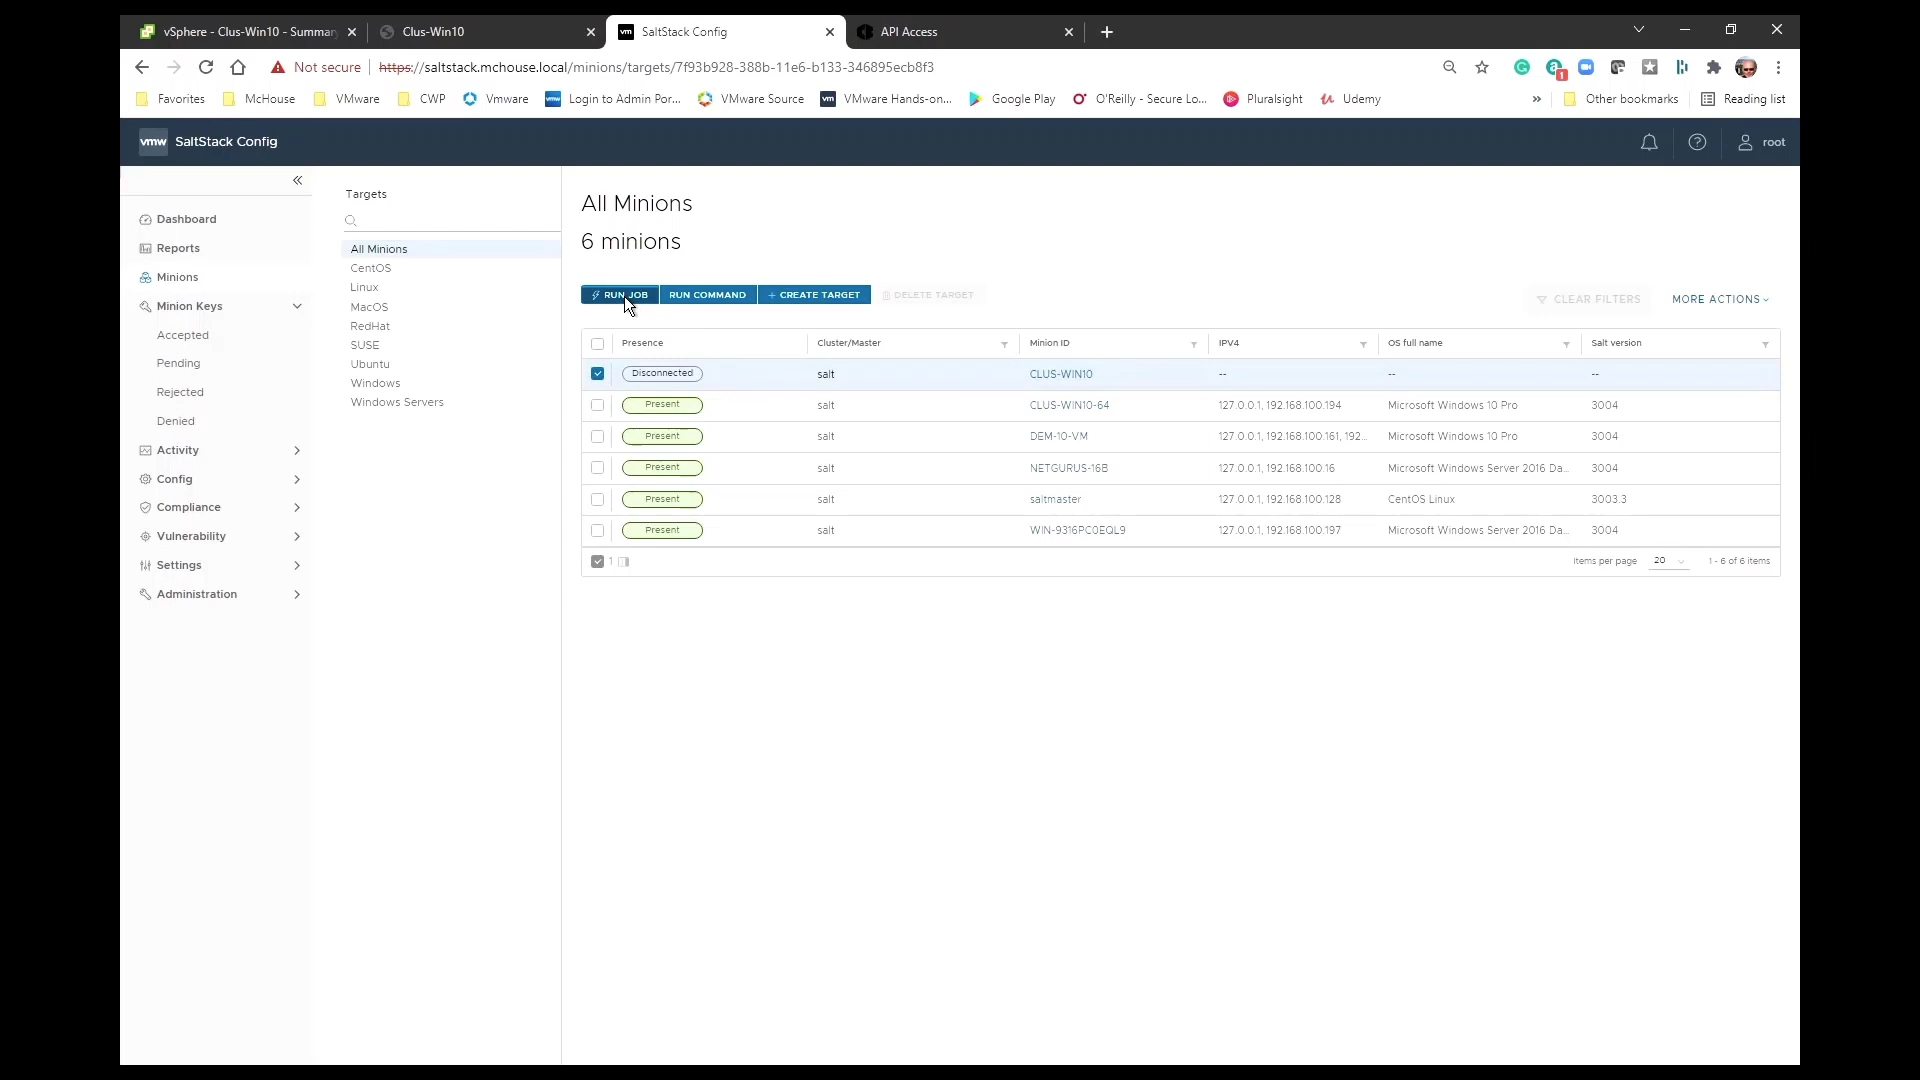 vSphere - Clus-Win10 - Summar
Clus-Win10
SaltStack Config
API Access
Not secure
https://saltstack.mchouse.local/minions/targets/7f93b928-388b-11e6-b133-346895ecb8f3
1
Favorites
McHouse
VMware
CWP
Vmware
Login to Admin Por...
VMware Source
VMware Hands-on...
Google Play
O'Reilly - Secure Lo...
Pluralsight
Udemy
»
Other bookmarks
Reading list
vmw SaltStack Config
root
Dashboard
Reports
Minions
Minion Keys
Accepted
Pending
Rejected
Denied
Activity
Config
Compliance
Vulnerability
Settings
Administration
Targets
All Minions
CentOS
Linux
MacOS
RedHat
SUSE
Ubuntu
Windows
Windows Servers
All Minions
6 minions
RUN JOB
RUN COMMAND
+ CREATE TARGET
DELETE TARGET
CLEAR FILTERS
MORE ACTIONS
Presence Cluster/Master Minion ID IPV4 OS full name Salt version
Disconnected salt CLUS-WIN10 -- -- --
Present salt CLUS-WIN10-64 127.0.0.1, 192.168.100.194 Microsoft Windows 10 Pro 3004
Present salt DEM-10-VM 127.0.0.1, 192.168.100.161, 192... Microsoft Windows 10 Pro 3004
Present salt NETGURUS-16B 127.0.0.1, 192.168.100.16 Microsoft Windows Server 2016 Da... 3004
Present salt saltmaster 127.0.0.1, 192.168.100.128 CentOS Linux 3003.3
Present salt WIN-9316PC0EQL9 127.0.0.1, 192.168.100.197 Microsoft Windows Server 2016 Da... 3004
1
Items per page 20 1 - 6 of 6 items